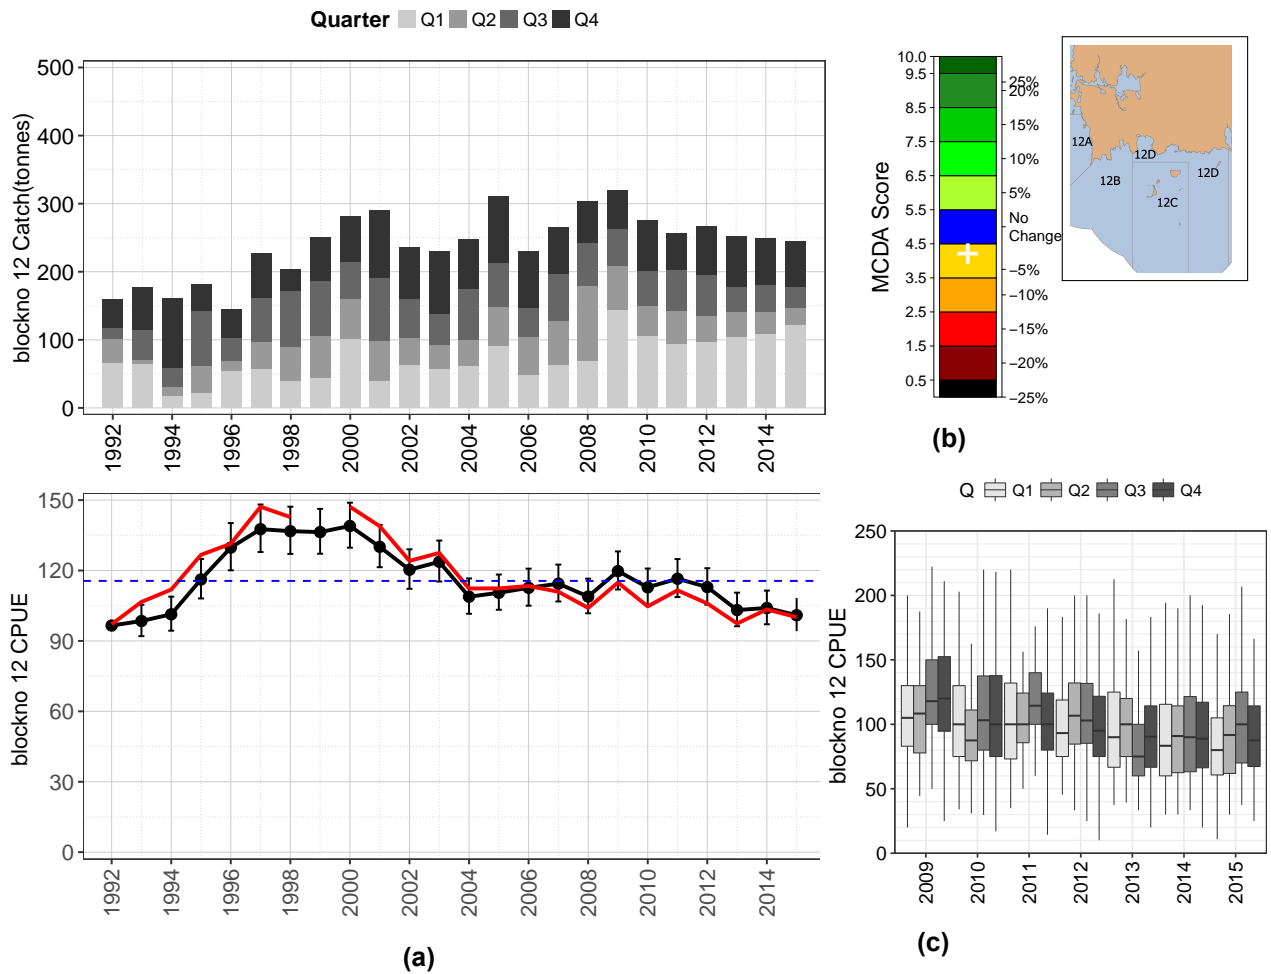 Quarter Q1 Q2 Q3 Q4
blockno 12 Catch(tonnes)
500
400
300
200
100
0
1992 1994 1996 1998 2000 2002 2004 2006 2008 2010 2012 2014
blockno 12 CPUE
150
120
90
60
30
0
1992 1994 1996 1998 2000 2002 2004 2006 2008 2010 2012 2014
(a)
MCDA Score
10.0
9.5
8.5
7.5
6.5
5.5
4.5
3.5
2.5
1.5
0.5
25%
20%
15%
10%
5%
No
Change
−5%
−10%
−15%
−20%
−25%
12A
12D
12B
12D
12C
(b)
Q Q1 Q2 Q3 Q4
blockno 12 CPUE
250
200
150
100
50
0
2009 2010 2011 2012 2013 2014 2015
(c)